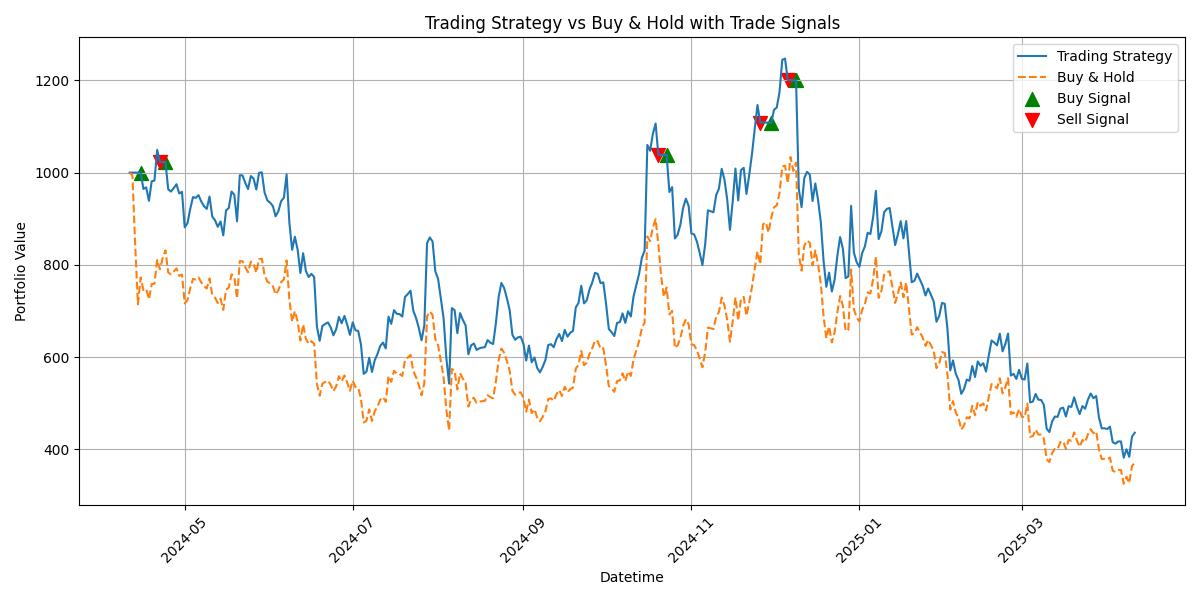 Trading Strategy vs Buy & Hold with Trade Signals
Trading Strategy
Buy & Hold
Buy Signal
Sell Signal
Portfolio Value
1200
1000
800
600
400
2024-05
2024-07
2024-09
2024-11
2025-01
2025-03
Datetime